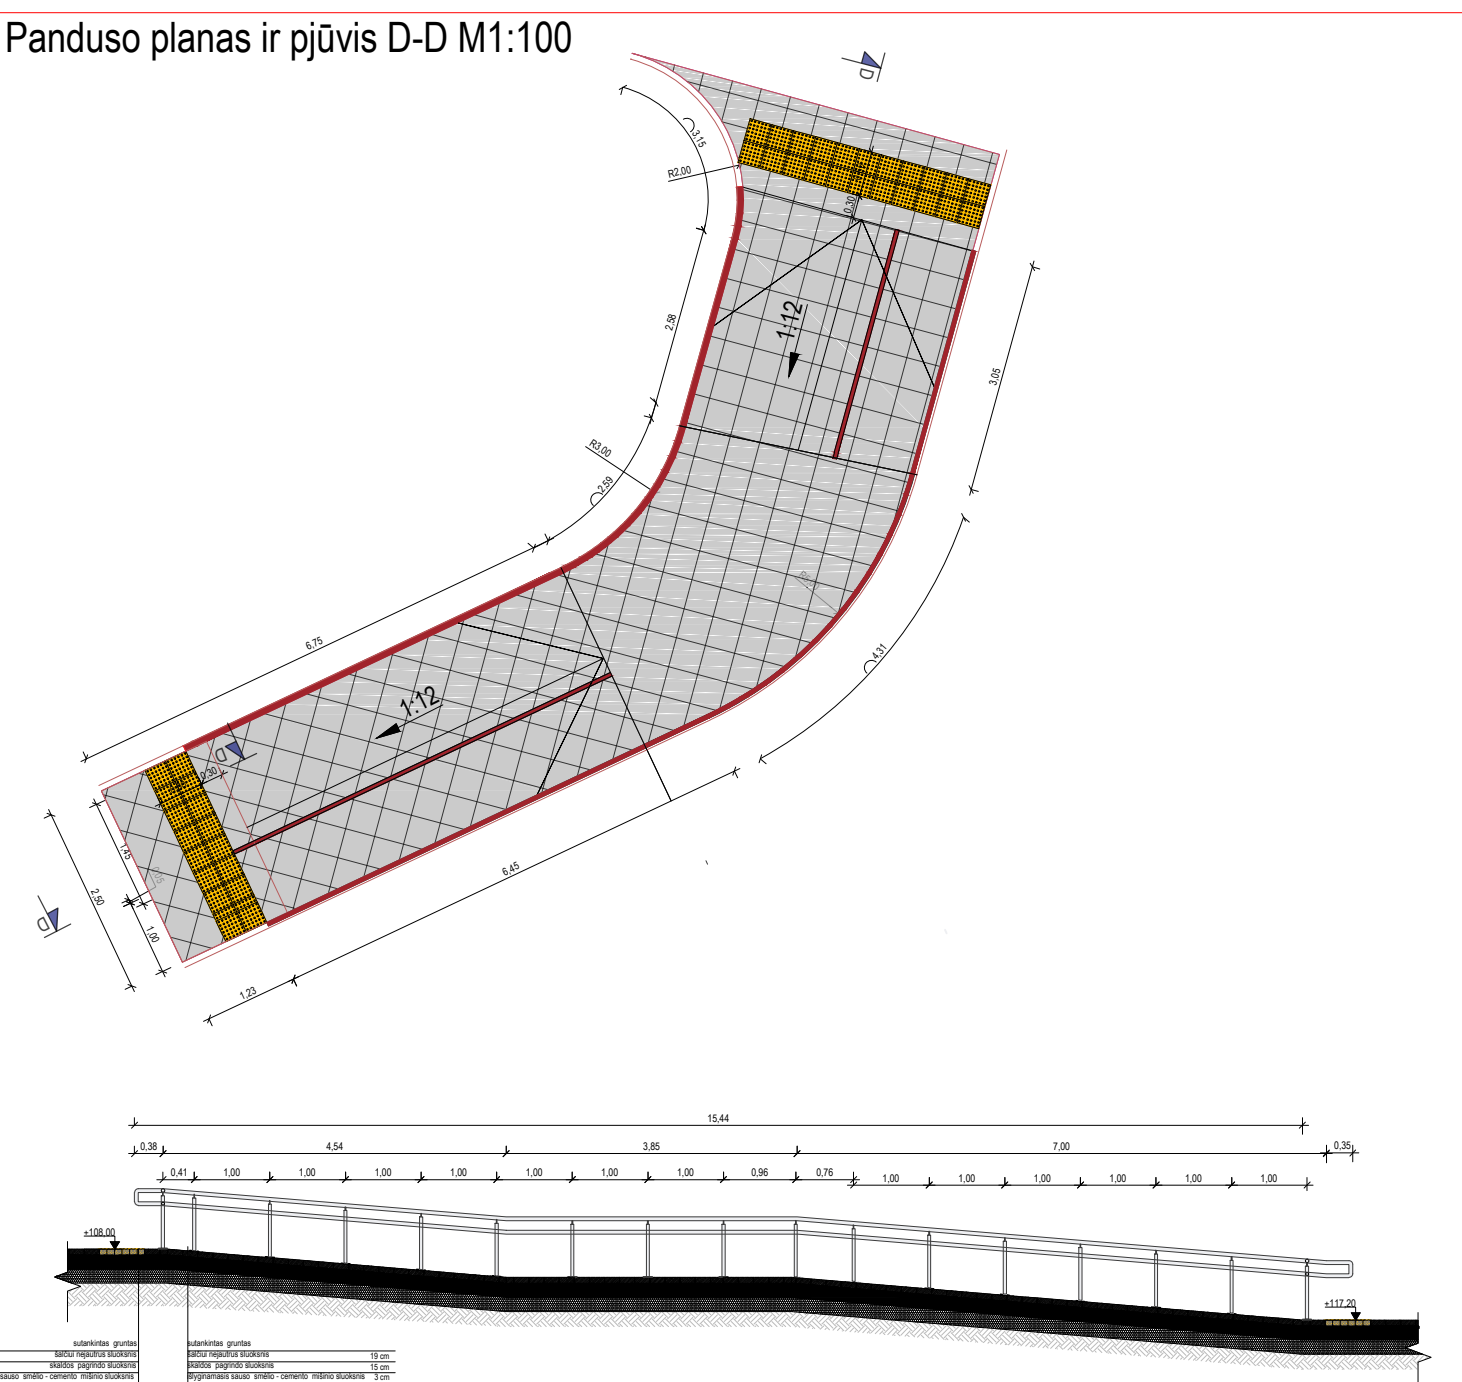 Panduso planas ir pjūvis D-D M1:100
D
3,15
R2,00
0,30
1:12
2,58
3,05
R3,00
2,59
4,31
6,75
1:12
D
0,30
6,45
1,45
0,05
2,50
1,00
D
1,23
15,44
0,38 4,54 3,85 7,00 0,35
0,41 1,00 1,00 1,00 1,00 1,00 1,00 1,00 0,96 0,76 1,00 1,00 1,00 1,00 1,00 1,00
+108,00
+117,20
sutankintas gruntas sutankintas gruntas
šalčiui nejautrus sluoksnis šalčiui nejautrus sluoksnis 19 cm
skaldos pagrindo sluoksnis skaldos pagrindo sluoksnis 15 cm
sauso smėlio - cemento mišinio sluoksnis išlyginamasis sauso smėlio - cemento mišinio sluoksnis 3 cm